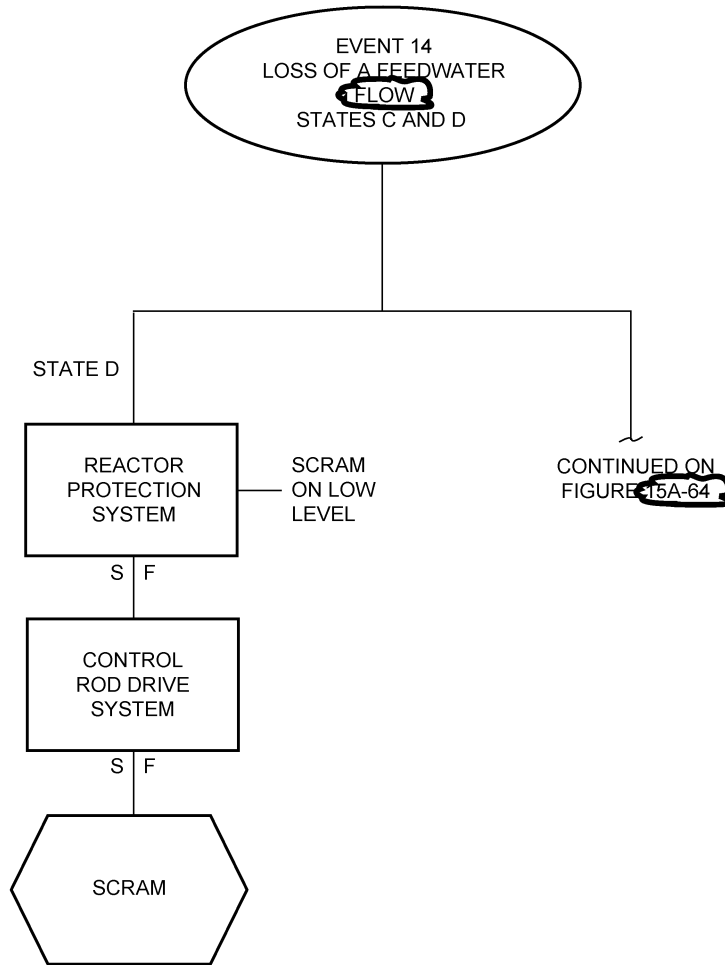 EVENT 14
LOSS OF A FEEDWATER
FLOW
STATES C AND D
STATE D
REACTOR
PROTECTION
SYSTEM
SCRAM
ON LOW
LEVEL
CONTINUED ON
FIGURE 15A-64
S F
CONTROL
ROD DRIVE
SYSTEM
S F
SCRAM